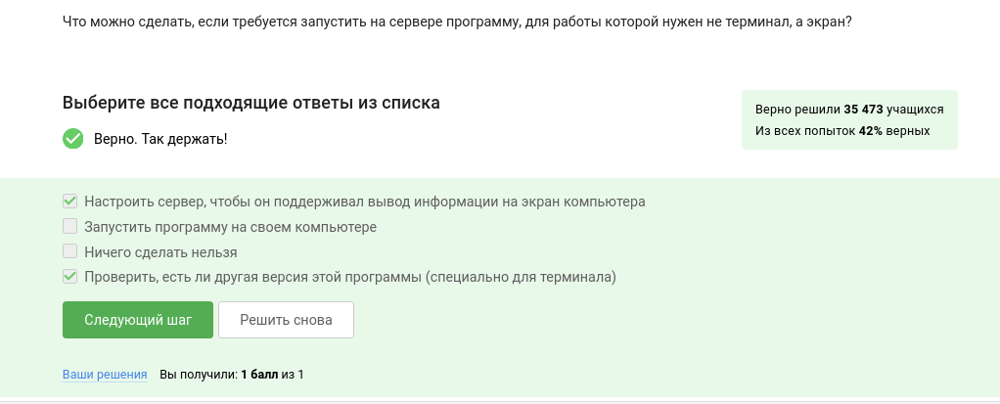 Что можно сделать, если требуется запустить на сервере программу, для работы которой нужен не терминал, а экран?
Выберите все подходящие ответы из списка
Верно. Так держать!
Верно решили 35 473 учащихся
Из всех попыток 42% верных
Настроить сервер, чтобы он поддерживал вывод информации на экран компьютера
Запустить программу на своем компьютере
Ничего сделать нельзя
Проверить, есть ли другая версия этой программы (специально для терминала)
Следующий шаг
Решить снова
Ваши решения Вы получили: 1 балл из 1